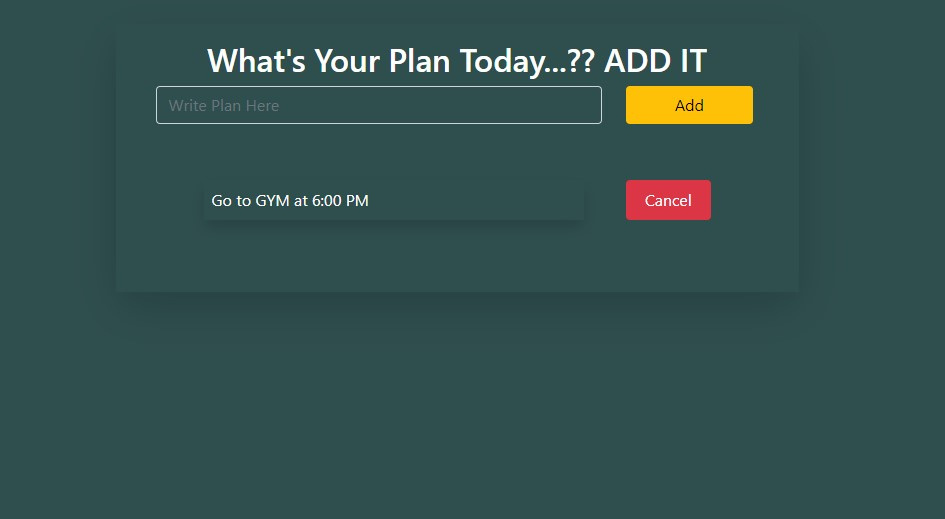 What's Your Plan Today...?? ADD IT
Write Plan Here
Add
Go to GYM at 6:00 PM
Cancel